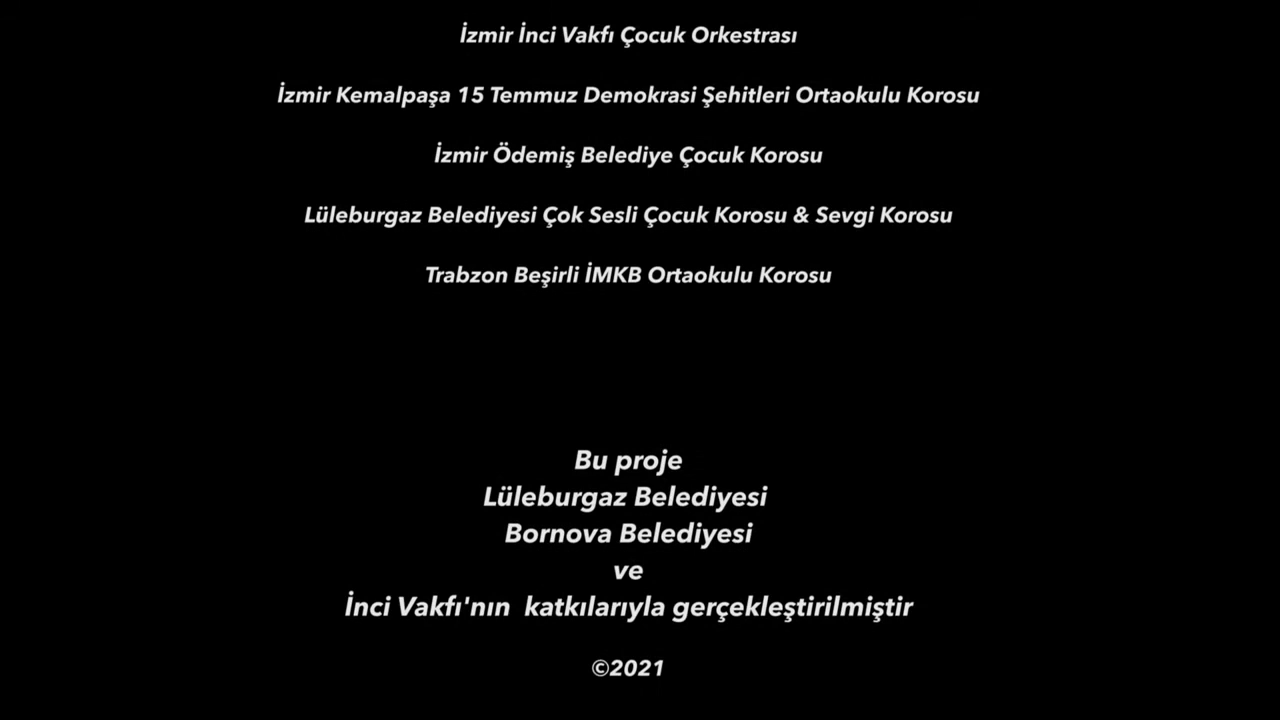 İzmir İnci Vakfı Çocuk Orkestrası
İzmir Kemalpaşa 15 Temmuz Demokrasi Şehitleri Ortaokulu Korosu
İzmir Ödemiş Belediye Çocuk Korosu
Lüleburgaz Belediyesi Çok Sesli Çocuk Korosu & Sevgi Korosu
Trabzon Beşirli İMKB Ortaokulu Korosu
Bu proje
Lüleburgaz Belediyesi
Bornova Belediyesi
ve
İnci Vakfı'nın katkılarıyla gerçekleştirilmiştir
©2021